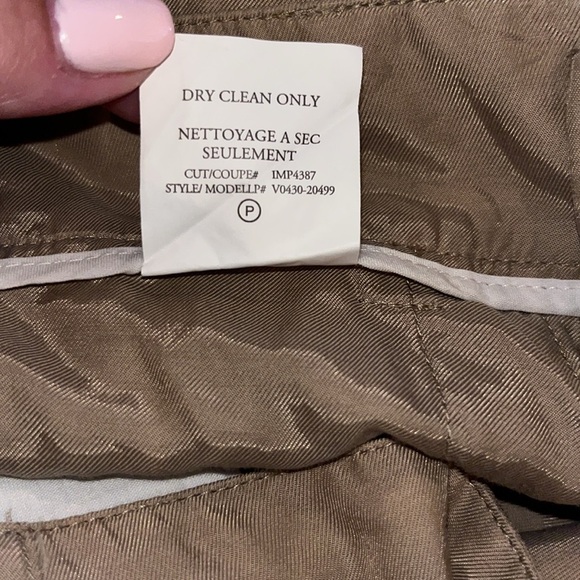 DRY CLEAN ONLY
NETTOYAGE A SEC
SEULEMENT
CUT/COUPE# IMP4387
STYLE/ MODELLP# V0430-20499
P